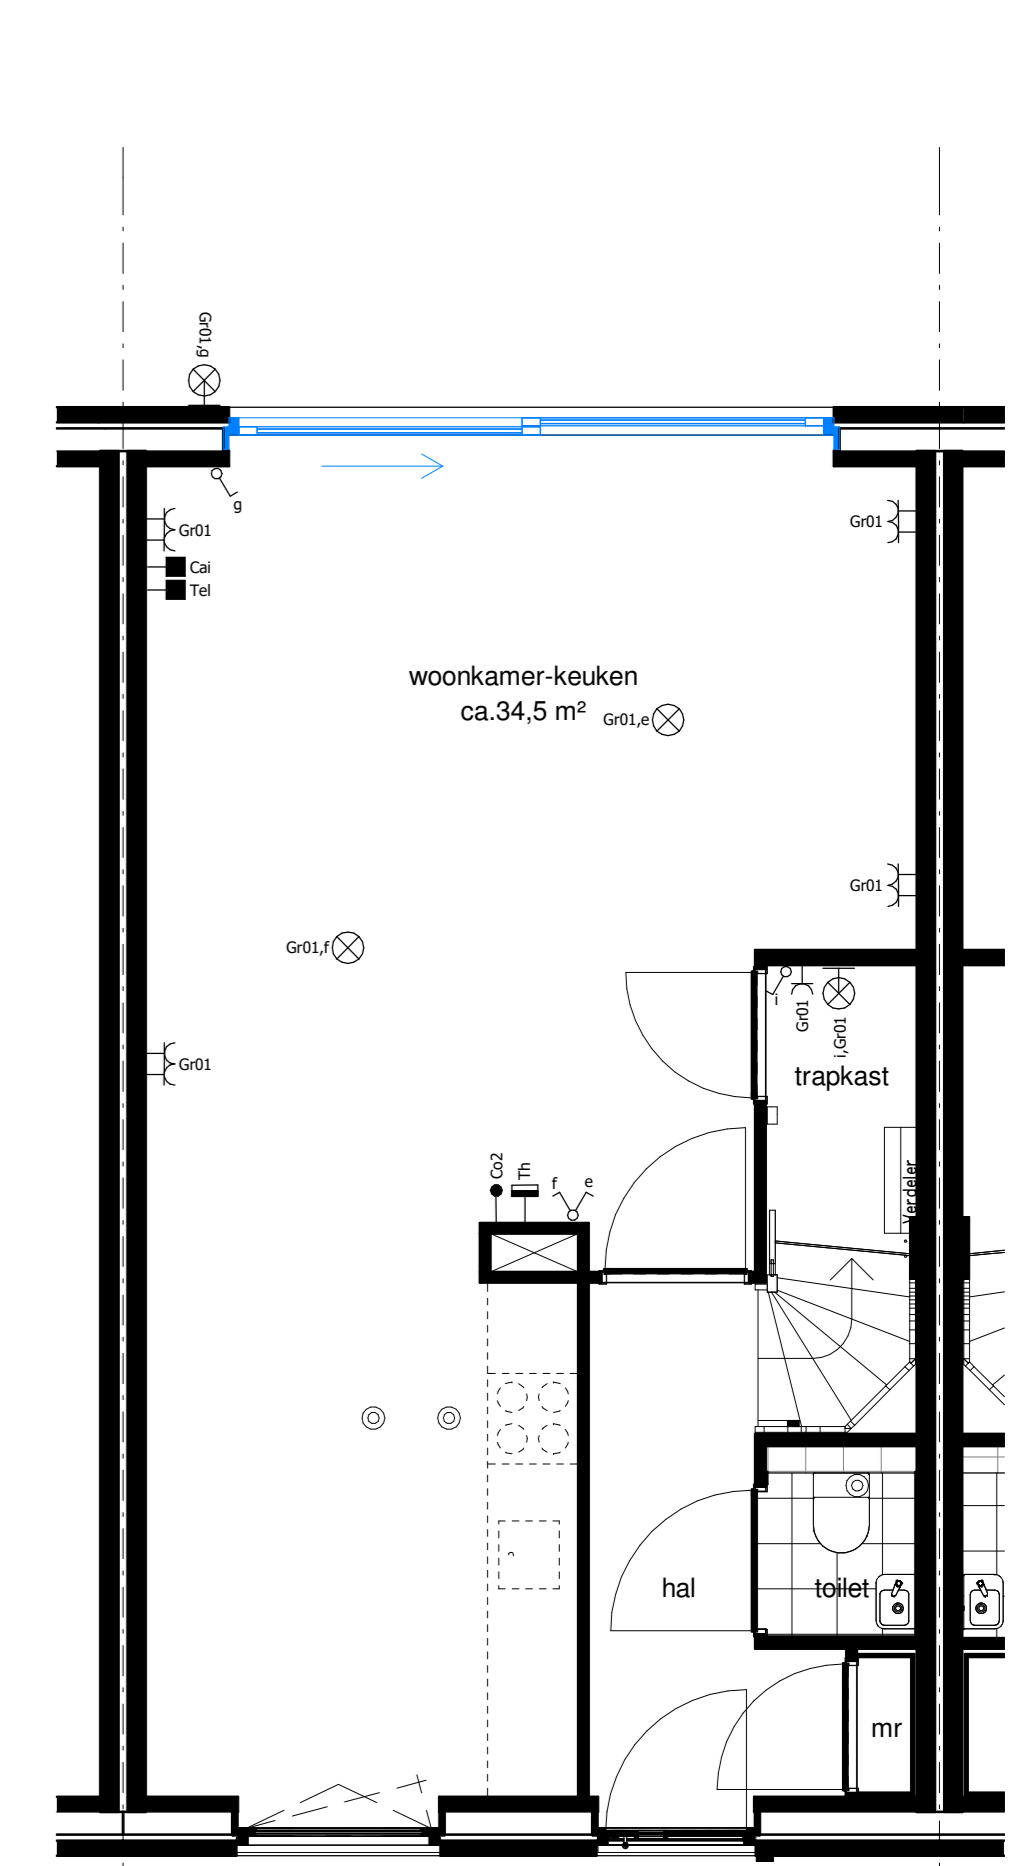 Gr01,g
g
Gr01
Gr01
Cai
Tel
woonkamer-keuken
ca.34,5 m²
Gr01,e
Gr01
Gr01,f
i
Gr01
i,Gr01
Gr01
trapkast
Co2
Th
f
e
Verdeler
hal
toilet
mr